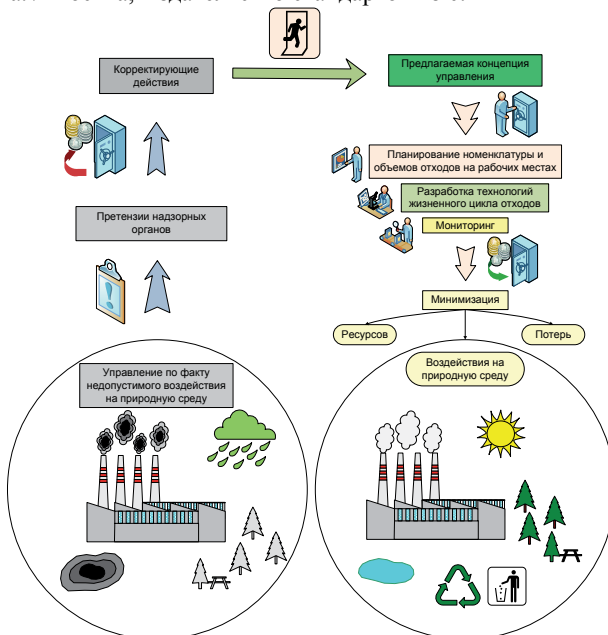 Корректирующие
действия
Предлагаемая концепция
управления
Планирование номенклатуры и
объемов отходов на рабочих местах
Разработка технологий
жизненного цикла отходов
Мониторинг
Претензии надзорных
органов
Минимизация
Ресурсов
Потерь
Воздействия на
природную среду
Управление по факту
недопустимого воздействия
на природную среду